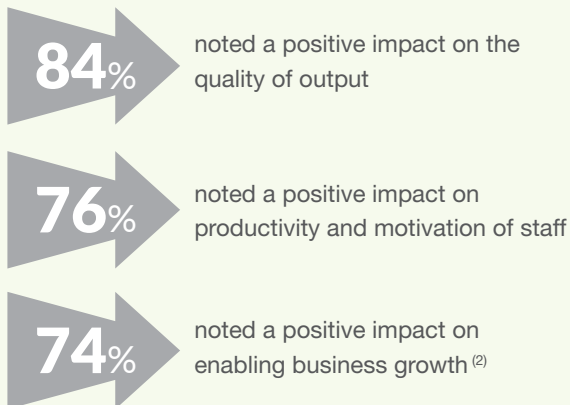 84%
noted a positive impact on the
quality of output
76%
noted a positive impact on
productivity and motivation of staff
74%
noted a positive impact on
enabling business growth (2)